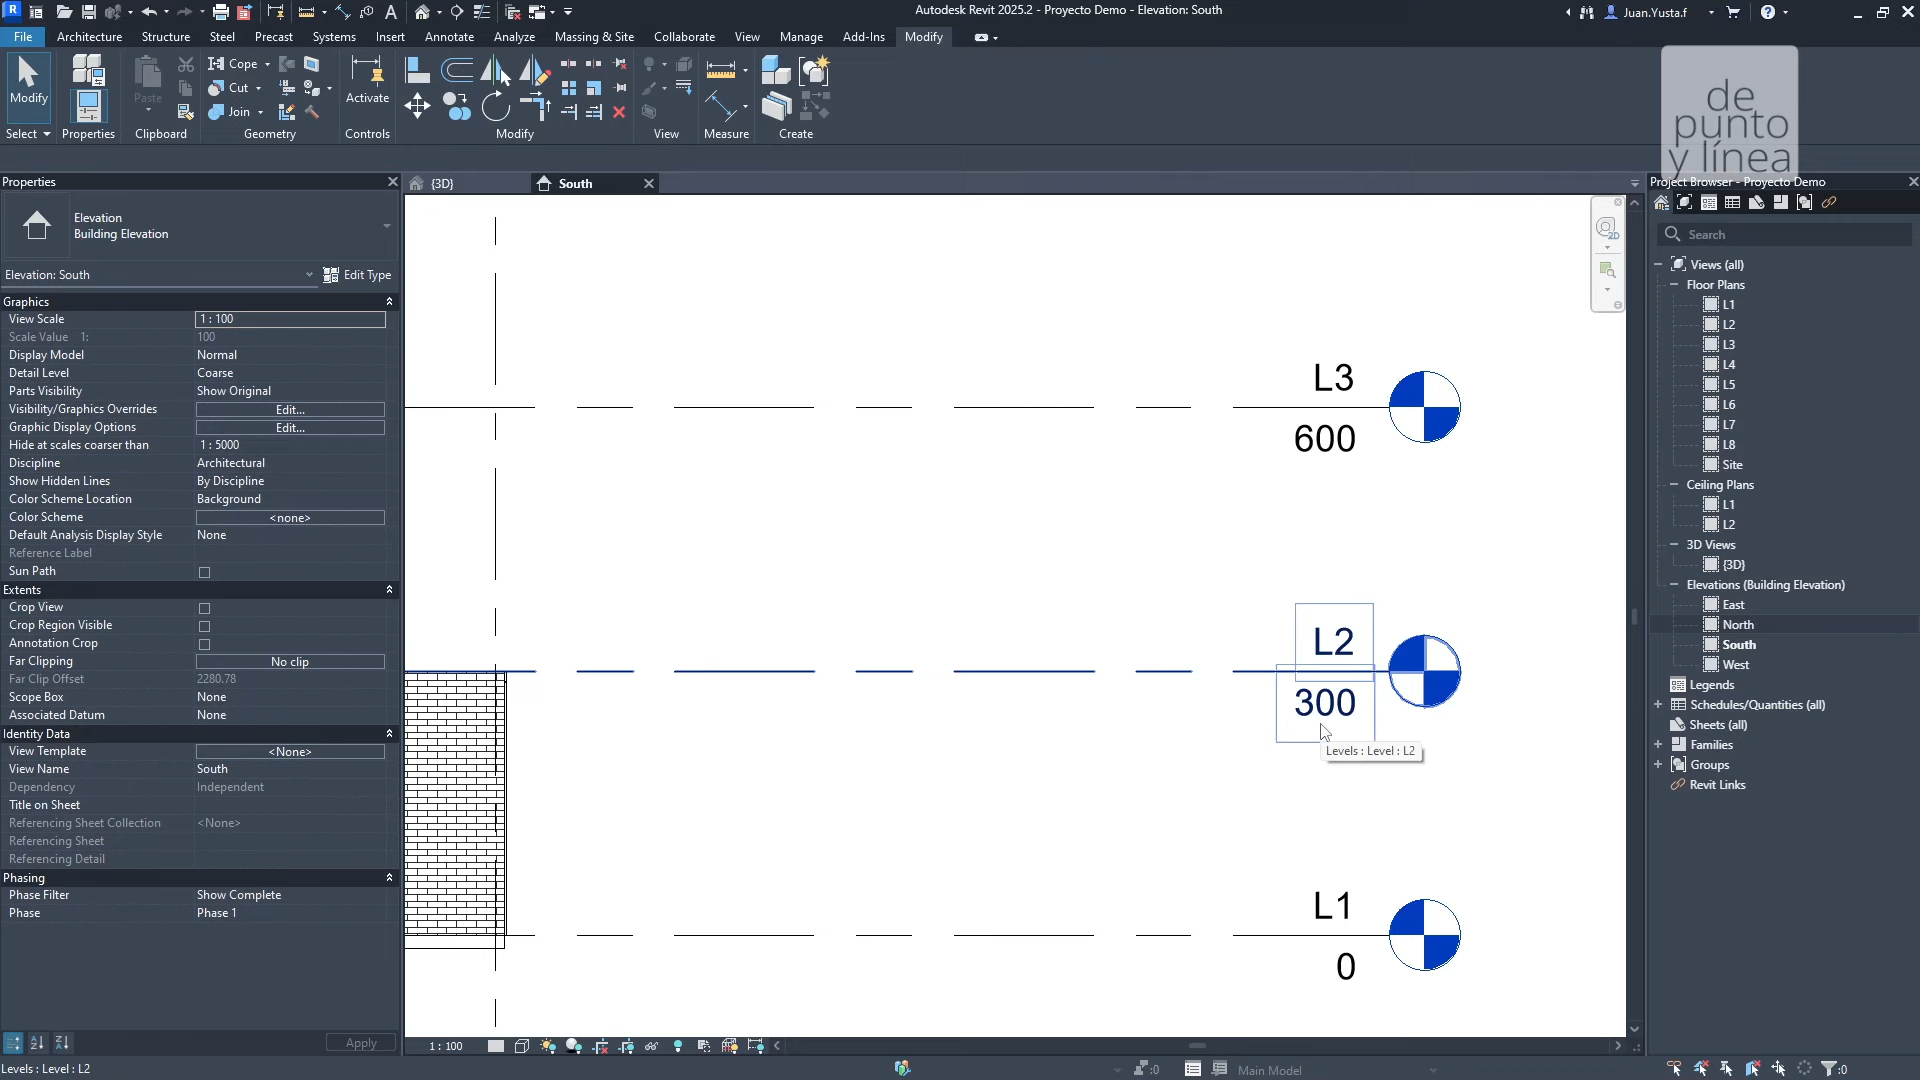 Autodesk Revit 2025.2 - Proyecto Demo - Elevation: South
Juan.Yusta.f
File Architecture Structure Steel Precast Systems Insert Annotate Analyze Massing & Site Collaborate View Manage Add-Ins Modify
Modify
Select
Properties
Paste
Clipboard
Cope
Cut
Join
Geometry
Activate
Controls
Modify
View
Measure
Create
de
punto
y línea
Properties
Elevation
Building Elevation
Elevation: South Edit Type
Graphics
View Scale 1 : 100
Scale Value 1: 100
Display Model Normal
Detail Level Coarse
Parts Visibility Show Original
Visibility/Graphics Overrides Edit...
Graphic Display Options Edit...
Hide at scales coarser than 1 : 5000
Discipline Architectural
Show Hidden Lines By Discipline
Color Scheme Location Background
Color Scheme <none>
Default Analysis Display Style None
Reference Label
Sun Path
Extents
Crop View
Crop Region Visible
Annotation Crop
Far Clipping No clip
Far Clip Offset 2280.78
Scope Box None
Associated Datum None
Identity Data
View Template <None>
View Name South
Dependency Independent
Title on Sheet
Referencing Sheet Collection <None>
Referencing Sheet
Referencing Detail
Phasing
Phase Filter Show Complete
Phase Phase 1
Apply
{3D}
South
2D
L3
600
L2
300
Levels : Level : L2
L1
0
1 : 100
Project Browser - Proyecto Demo
Search
Views (all)
Floor Plans
L1
L2
L3
L4
L5
L6
L7
L8
Site
Ceiling Plans
L1
L2
3D Views
{3D}
Elevations (Building Elevation)
East
North
South
West
Legends
Schedules/Quantities (all)
Sheets (all)
Families
Groups
Revit Links
Levels : Level : L2
:0
Main Model
:0